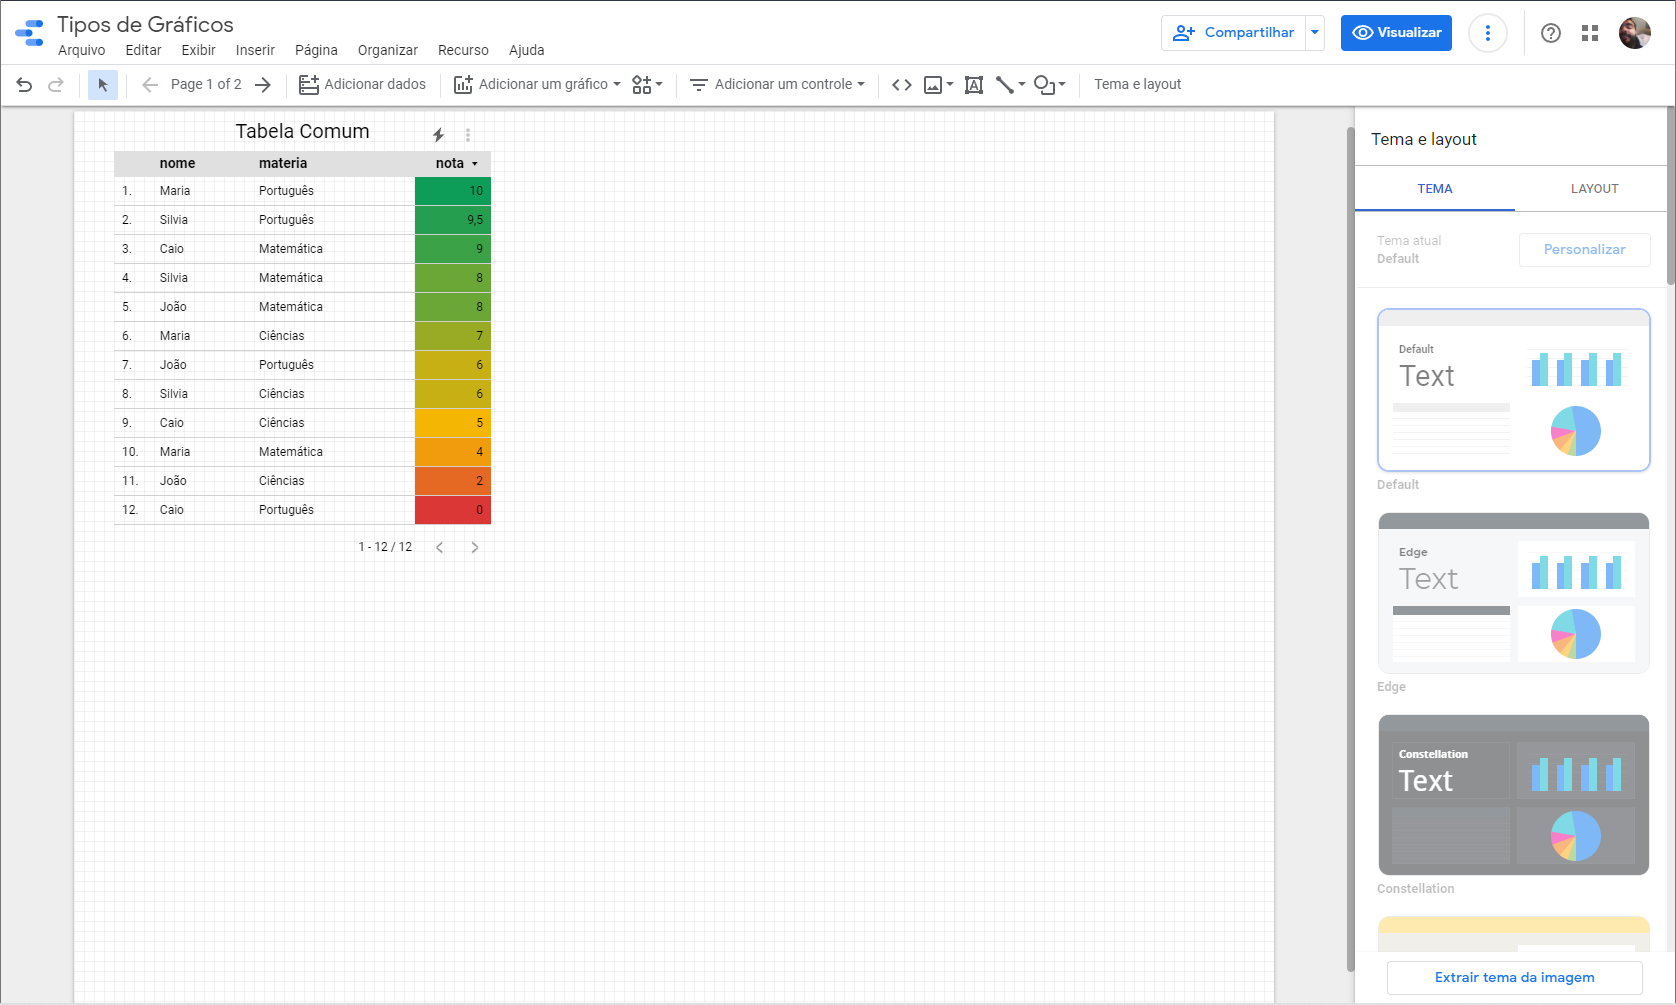 Tipos de Gráficos
Arquivo Editar Exibir Inserir Página Organizar Recurso Ajuda
Compartilhar
Visualizar
Page 1 of 2
Adicionar dados
Adicionar um gráfico
Adicionar um controle
Tema e layout
Tabela Comum
nome materia nota
1. Maria Português 10
2. Silvia Português 9,5
3. Caio Matemática 9
4. Silvia Matemática 8
5. João Matemática 8
6. Maria Ciências 7
7. João Português 6
8. Silvia Ciências 6
9. Caio Ciências 5
10. Maria Matemática 4
11. João Ciências 2
12. Caio Português 0
1 - 12 / 12
Tema e layout
TEMA LAYOUT
Tema atual
Default
Personalizar
Default
Text
Default
Edge
Text
Edge
Constellation
Text
Constellation
Extrair tema da imagem